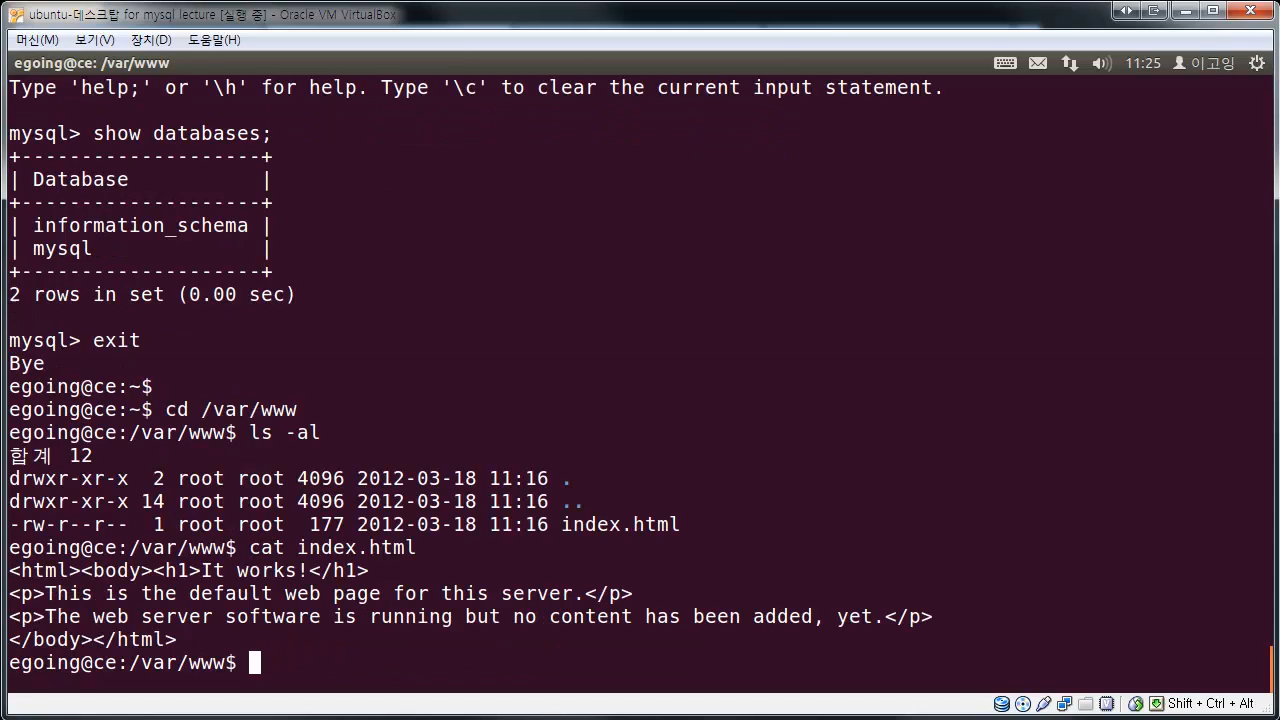 ubuntu-데스크탑 for mysql lecture [실행 중] - Oracle VM VirtualBox
머신(M) 보기(V) 장치(D) 도움말(H)
egoing@ce: /var/www 11:25 이고잉
Type 'help;' or '\h' for help. Type '\c' to clear the current input statement.
mysql> show databases;
+--------------------+
| Database           |
+--------------------+
| information_schema |
| mysql              |
+--------------------+
2 rows in set (0.00 sec)
mysql> exit
Bye
egoing@ce:~$
egoing@ce:~$ cd /var/www
egoing@ce:/var/www$ ls -al
합계 12
drwxr-xr-x  2 root root 4096 2012-03-18 11:16 .
drwxr-xr-x 14 root root 4096 2012-03-18 11:16 ..
-rw-r--r--  1 root root  177 2012-03-18 11:16 index.html
egoing@ce:/var/www$ cat index.html
<html><body><h1>It works!</h1>
<p>This is the default web page for this server.</p>
<p>The web server software is running but no content has been added, yet.</p>
</body></html>
egoing@ce:/var/www$
Shift + Ctrl + Alt